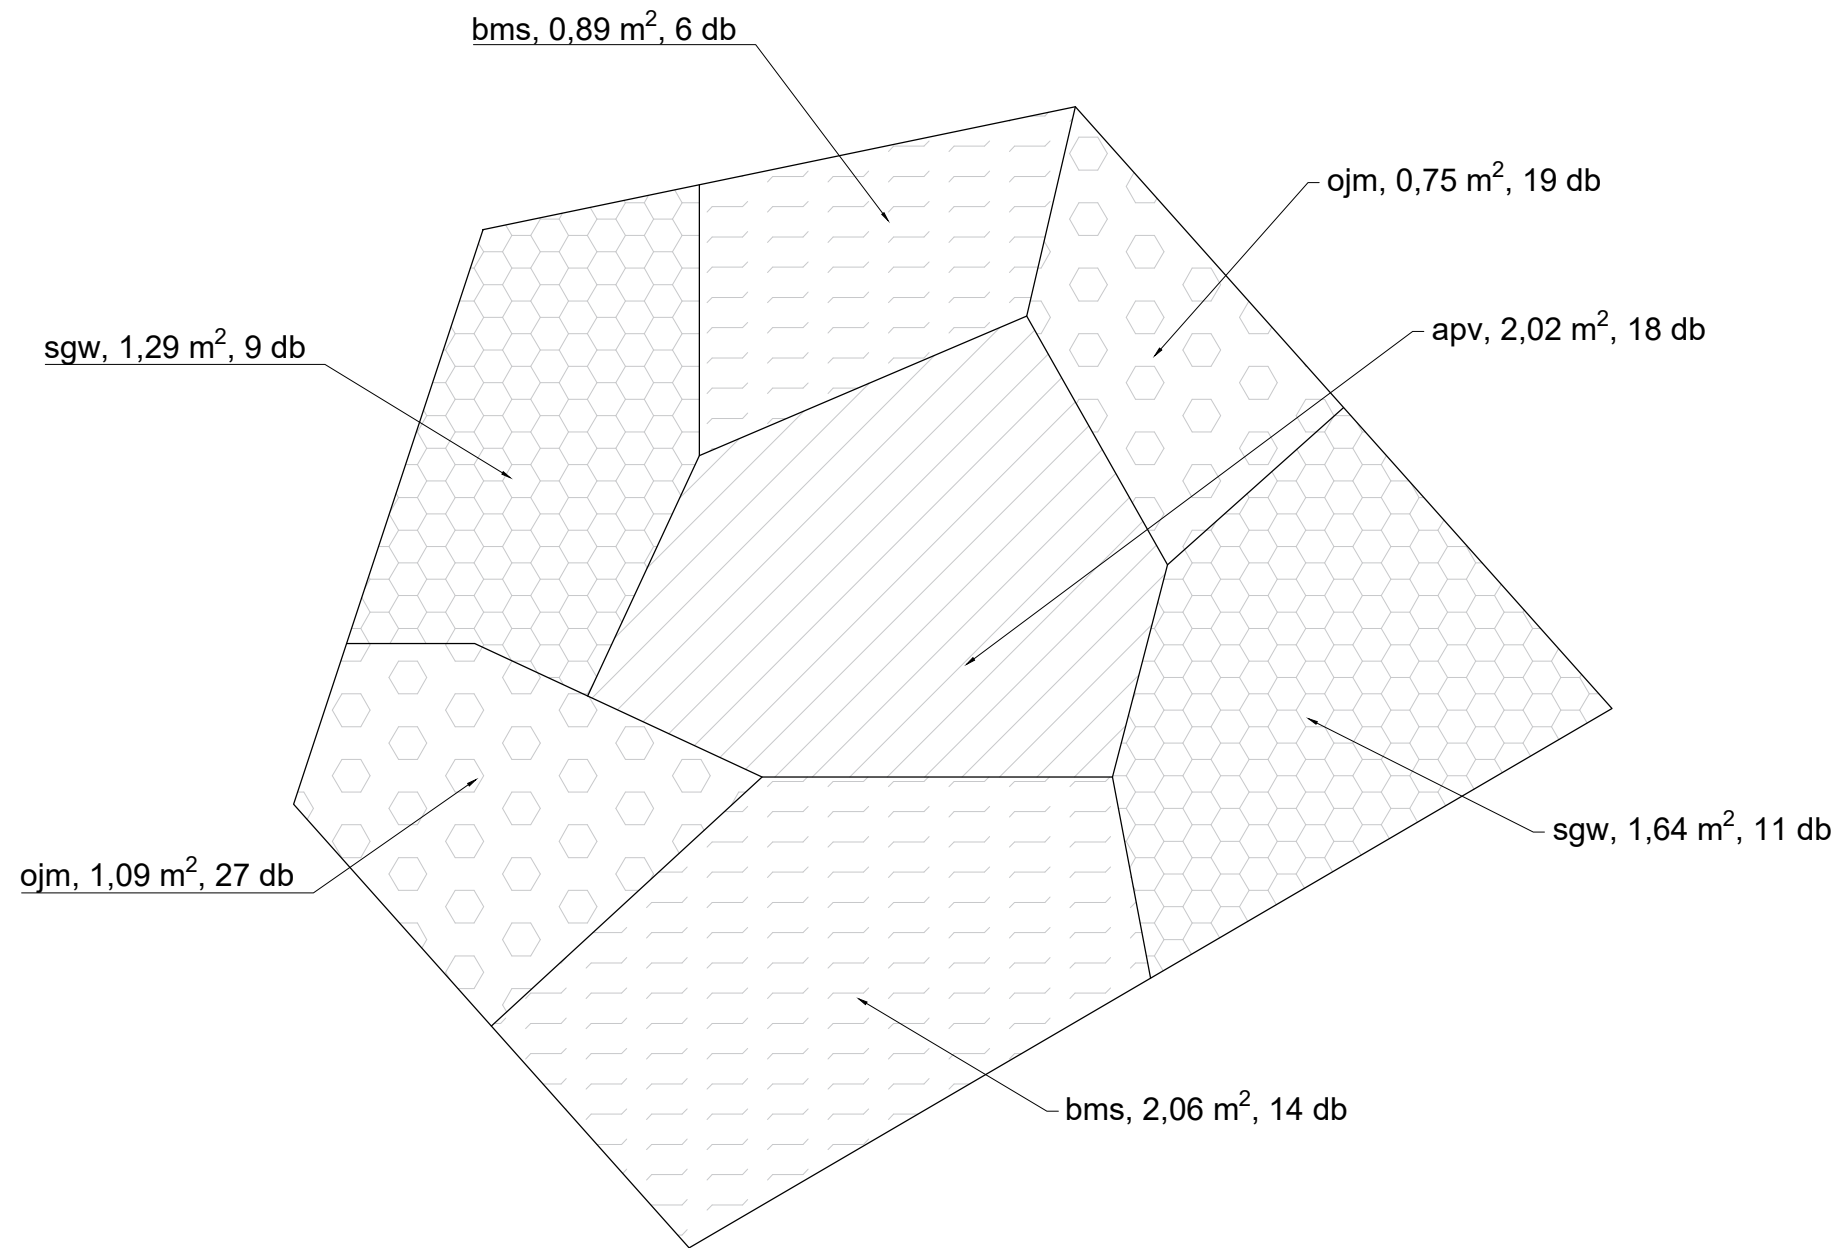 bms, 0,89 m², 6 db
ojm, 0,75 m², 19 db
apv, 2,02 m², 18 db
sgw, 1,29 m², 9 db
sgw, 1,64 m², 11 db
ojm, 1,09 m², 27 db
bms, 2,06 m², 14 db